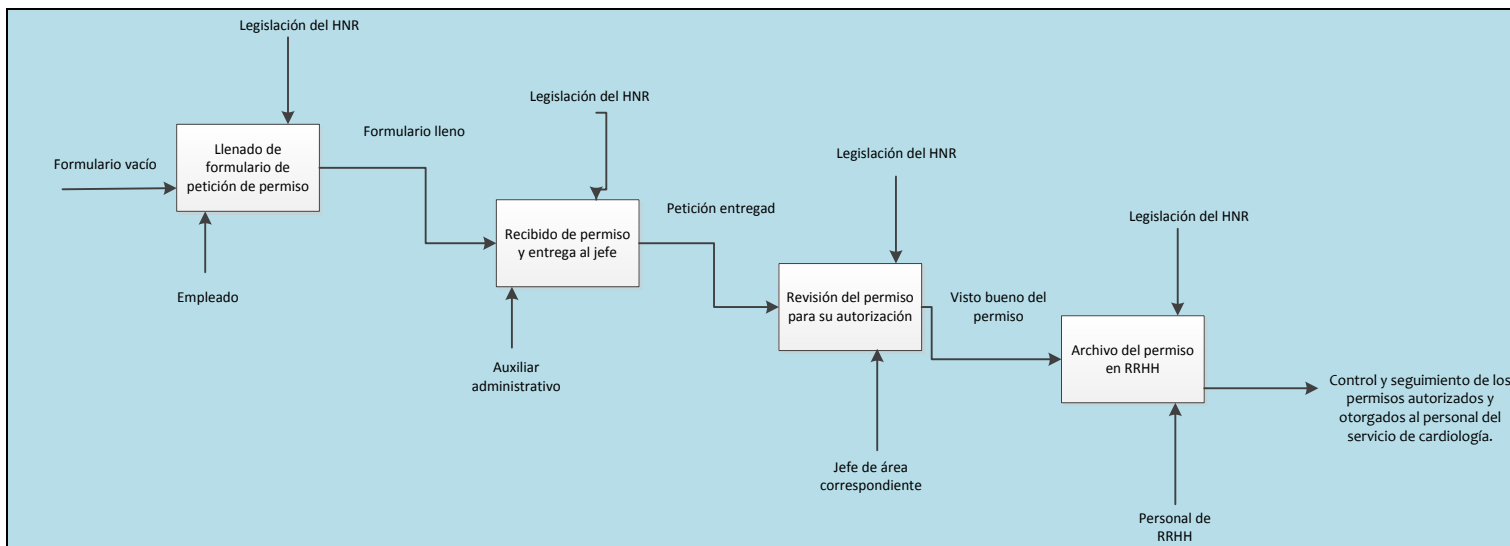 Legislación del HNR
Formulario vacío
Llenado de
formulario de
petición de permiso
Empleado
Formulario lleno
Legislación del HNR
Recibido de permiso
y entrega al jefe
Auxiliar
administrativo
Petición entregad
Legislación del HNR
Revisión del permiso
para su autorización
Jefe de área
correspondiente
Visto bueno del
permiso
Legislación del HNR
Archivo del permiso
en RRHH
Personal de
RRHH
Control y seguimiento de los
permisos autorizados y
otorgados al personal del
servicio de cardiología.